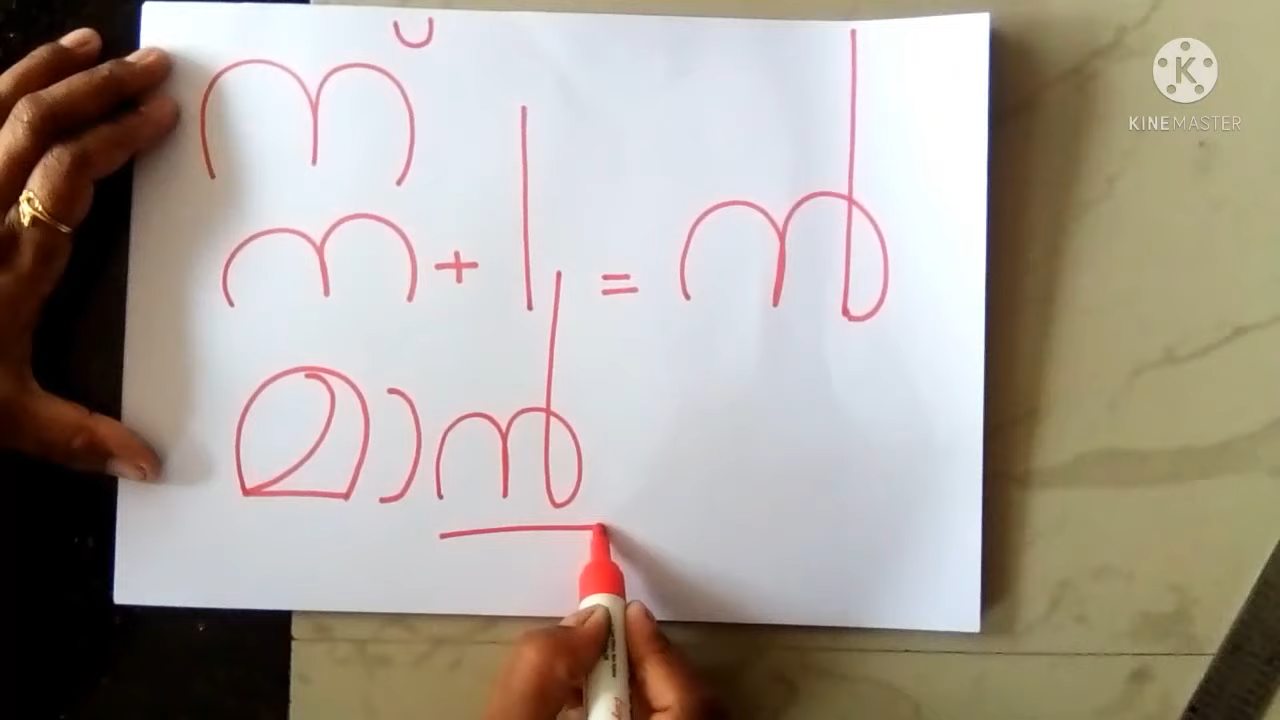 ന്
ന + l = ൻ
മാൻ
KINEMASTER